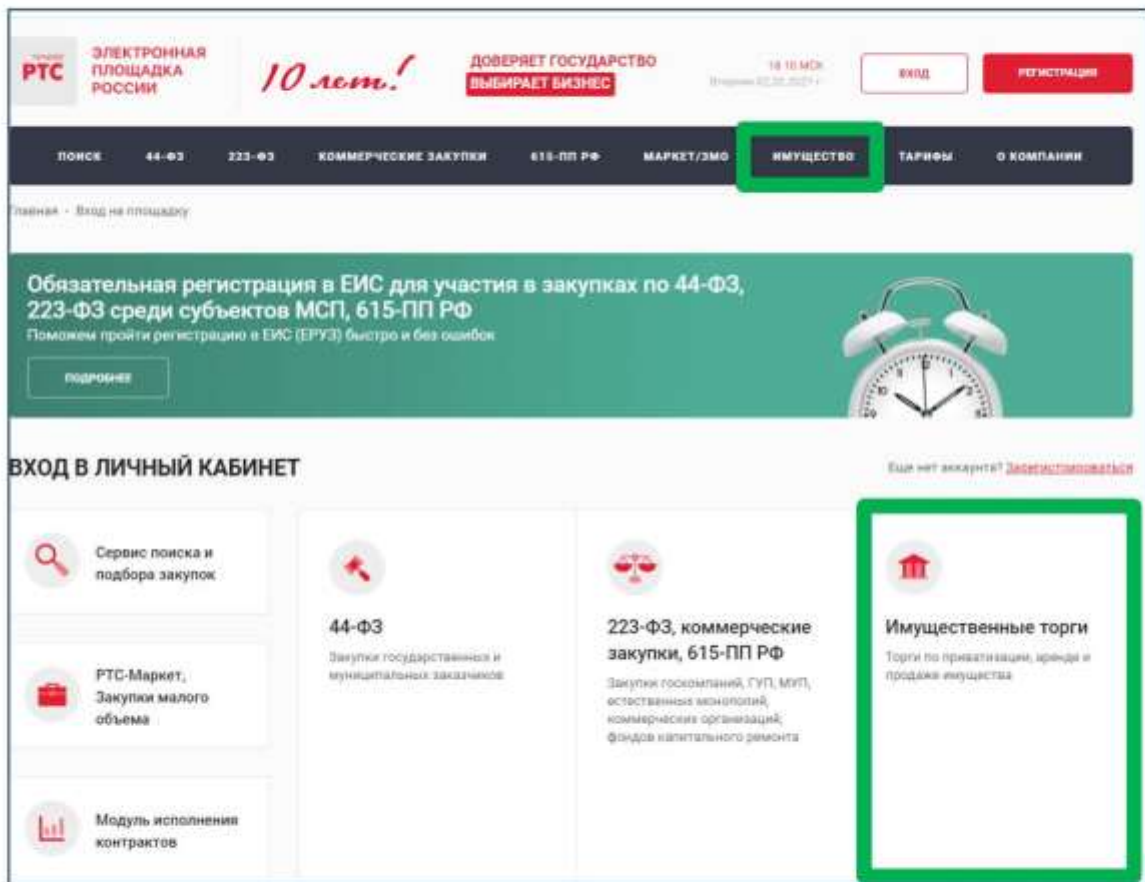 РТС
ЭЛЕКТРОННАЯ
ПЛОЩАДКА
РОССИИ
10 лет!
ДОВЕРЯЕТ ГОСУДАРСТВО
ВЫБИРАЕТ БИЗНЕС
18:10 МСК
ВХОД
РЕГИСТРАЦИЯ
ПОИСК 44-ФЗ 223-ФЗ КОММЕРЧЕСКИЕ ЗАКУПКИ 615-ПП РФ МАРКЕТ/ЗМО ИМУЩЕСТВО ТАРИФЫ О КОМПАНИИ
Главная - Вход на площадку
Обязательная регистрация в ЕИС для участия в закупках по 44-ФЗ,
223-ФЗ среди субъектов МСП, 615-ПП РФ
Поможем пройти регистрацию в ЕИС (ЕРУЗ) быстро и без ошибок
ПОДРОБНЕЕ
ВХОД В ЛИЧНЫЙ КАБИНЕТ
Еще нет аккаунта? Зарегистрироваться
Сервис поиска и
подбора закупок
РТС-Маркет,
Закупки малого
объема
Модуль исполнения
контрактов
44-ФЗ
Закупки государственных и
муниципальных заказчиков
223-ФЗ, коммерческие
закупки, 615-ПП РФ
Закупки госкомпаний, ГУП, МУП,
естественных монополий,
коммерческих организаций,
фондов капитального ремонта
Имущественные торги
Торги по приватизации, аренде и
продаже имущества